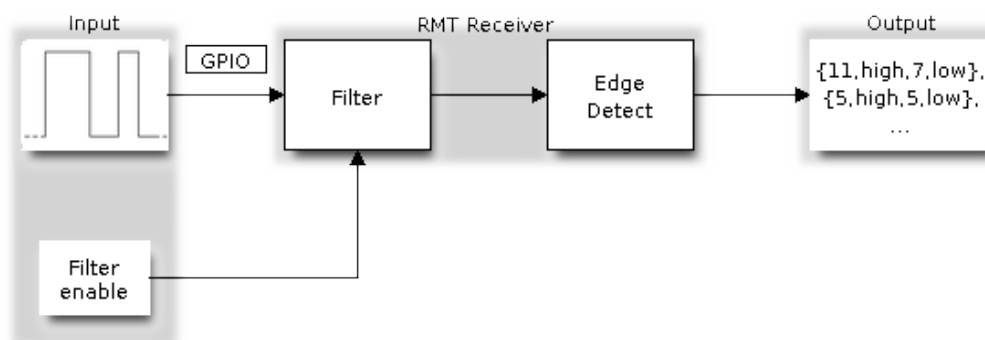 Input
RMT Receiver
Output
GPIO
Filter
Edge
Detect
{11,high,7,low},
{5,high,5,low},
...
Filter
enable